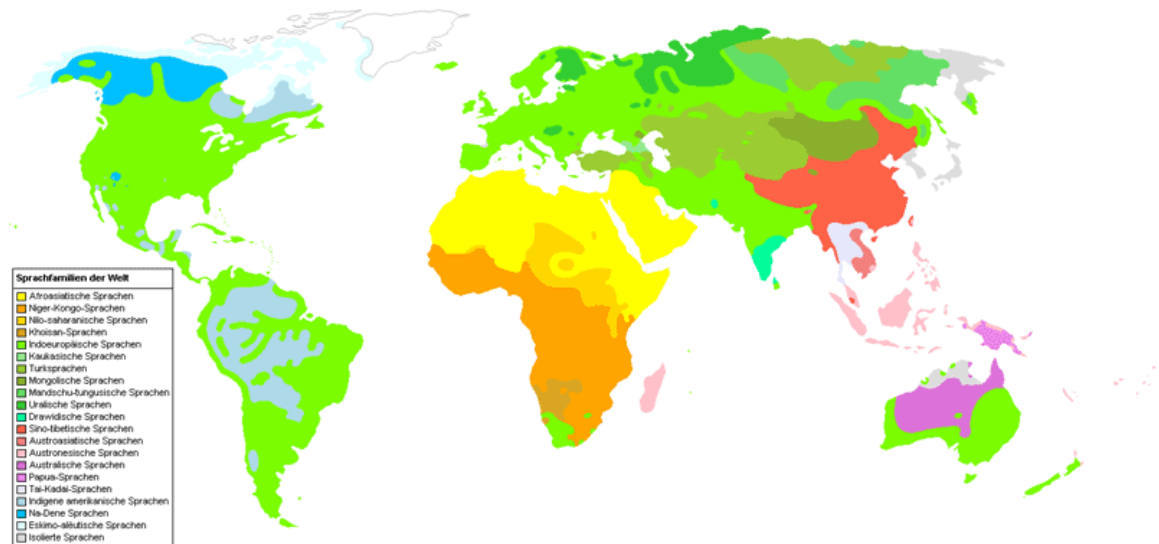 Sprachfamilien der Welt
Afroasiatische Sprachen
Niger-Kongo-Sprachen
Nilo-saharanische Sprachen
Khoisan-Sprachen
Indoeuropäische Sprachen
Kaukasische Sprachen
Turksprachen
Mongolische Sprachen
Mandschu-tungusische Sprachen
Uralische Sprachen
Drawidische Sprachen
Sino-tibetische Sprachen
Austroasiatische Sprachen
Austronesische Sprachen
Australische Sprachen
Papua-Sprachen
Tai-Kadai-Sprachen
Indigene amerikanische Sprachen
Na-Dene Sprachen
Eskimo-alëutische Sprachen
Isolierte Sprachen